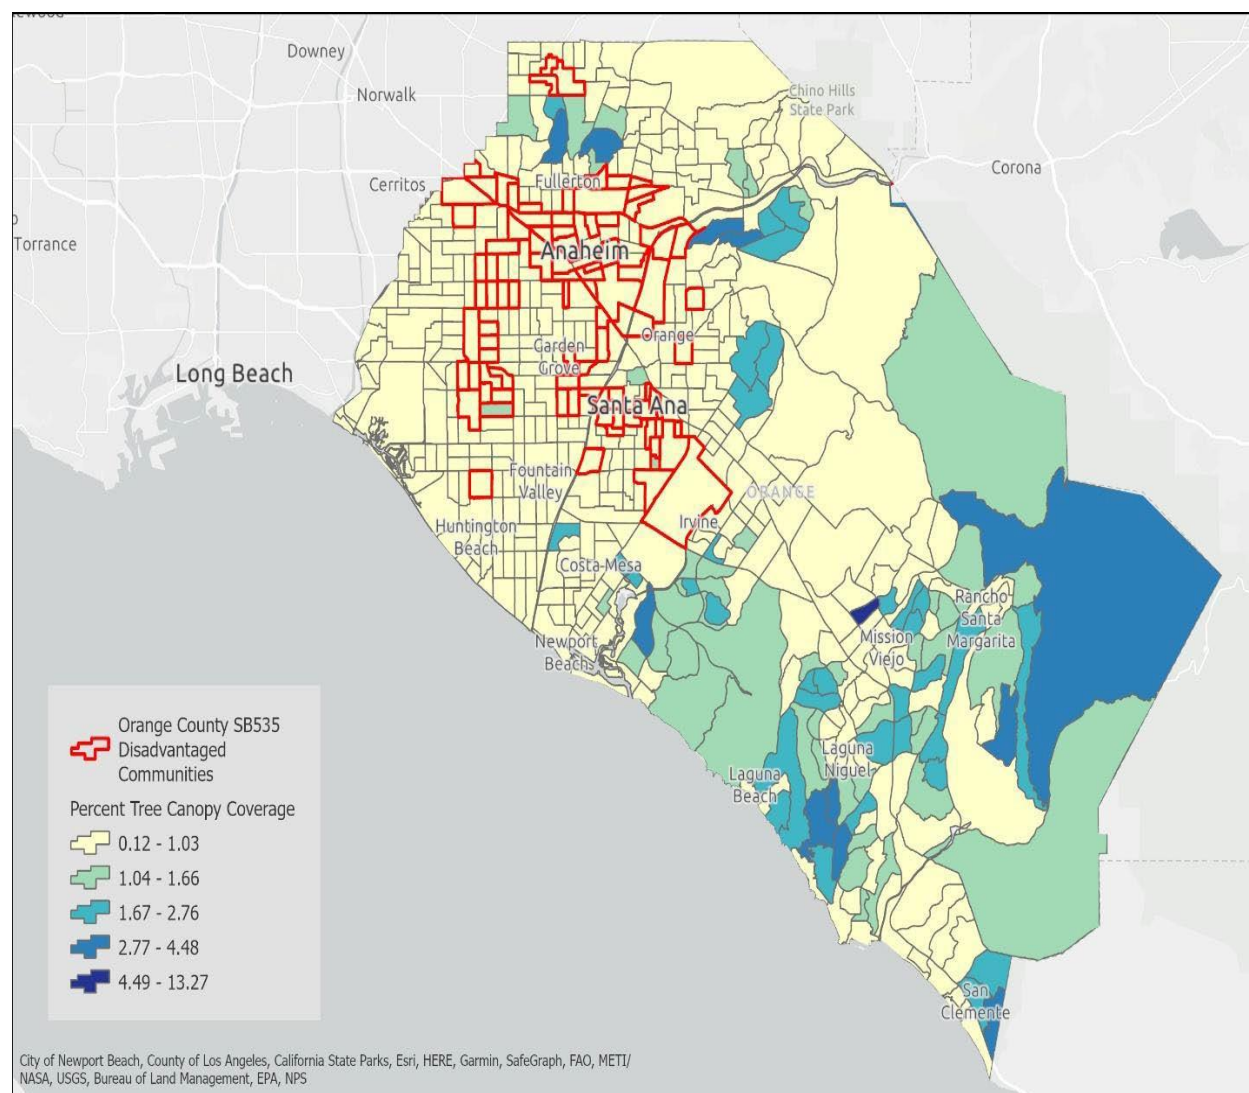 Downey
Chino Hills
State Park
Norwalk
Corona
Cerritos
Fullerton
Torrance
Anaheim
Orange
Garden
Grove
Long Beach
Santa Ana
Fountain
Valley
ORANGE
Irvine
Huntington
Beach
Costa Mesa
Rancho
Santa
Margarita
Mission
Viejo
Newport
Beachs
Laguna
Niguel
Laguna
Beach
San
Clemente
Orange County SB535
Disadvantaged
Communities
Percent Tree Canopy Coverage
0.12 - 1.03
1.04 - 1.66
1.67 - 2.76
2.77 - 4.48
4.49 - 13.27
City of Newport Beach, County of Los Angeles, California State Parks, Esri, HERE, Garmin, SafeGraph, FAO, METI/
NASA, USGS, Bureau of Land Management, EPA, NPS